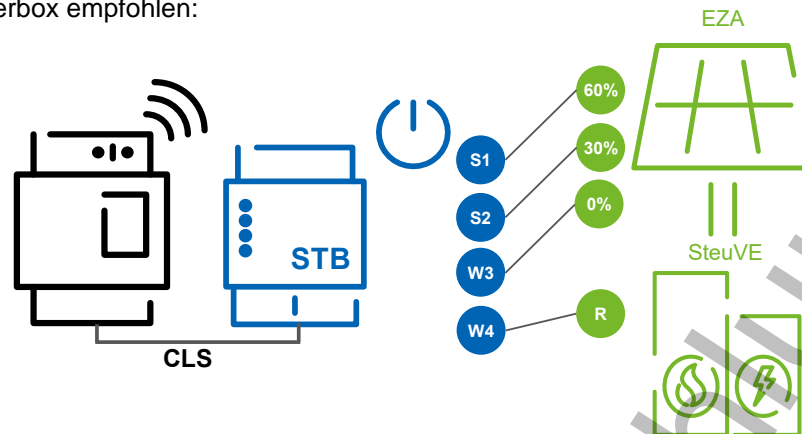 erbox empfohlen:
EZA
60%
S1
30%
S2
0%
STB
W3
SteuVE
W4
R
CLS